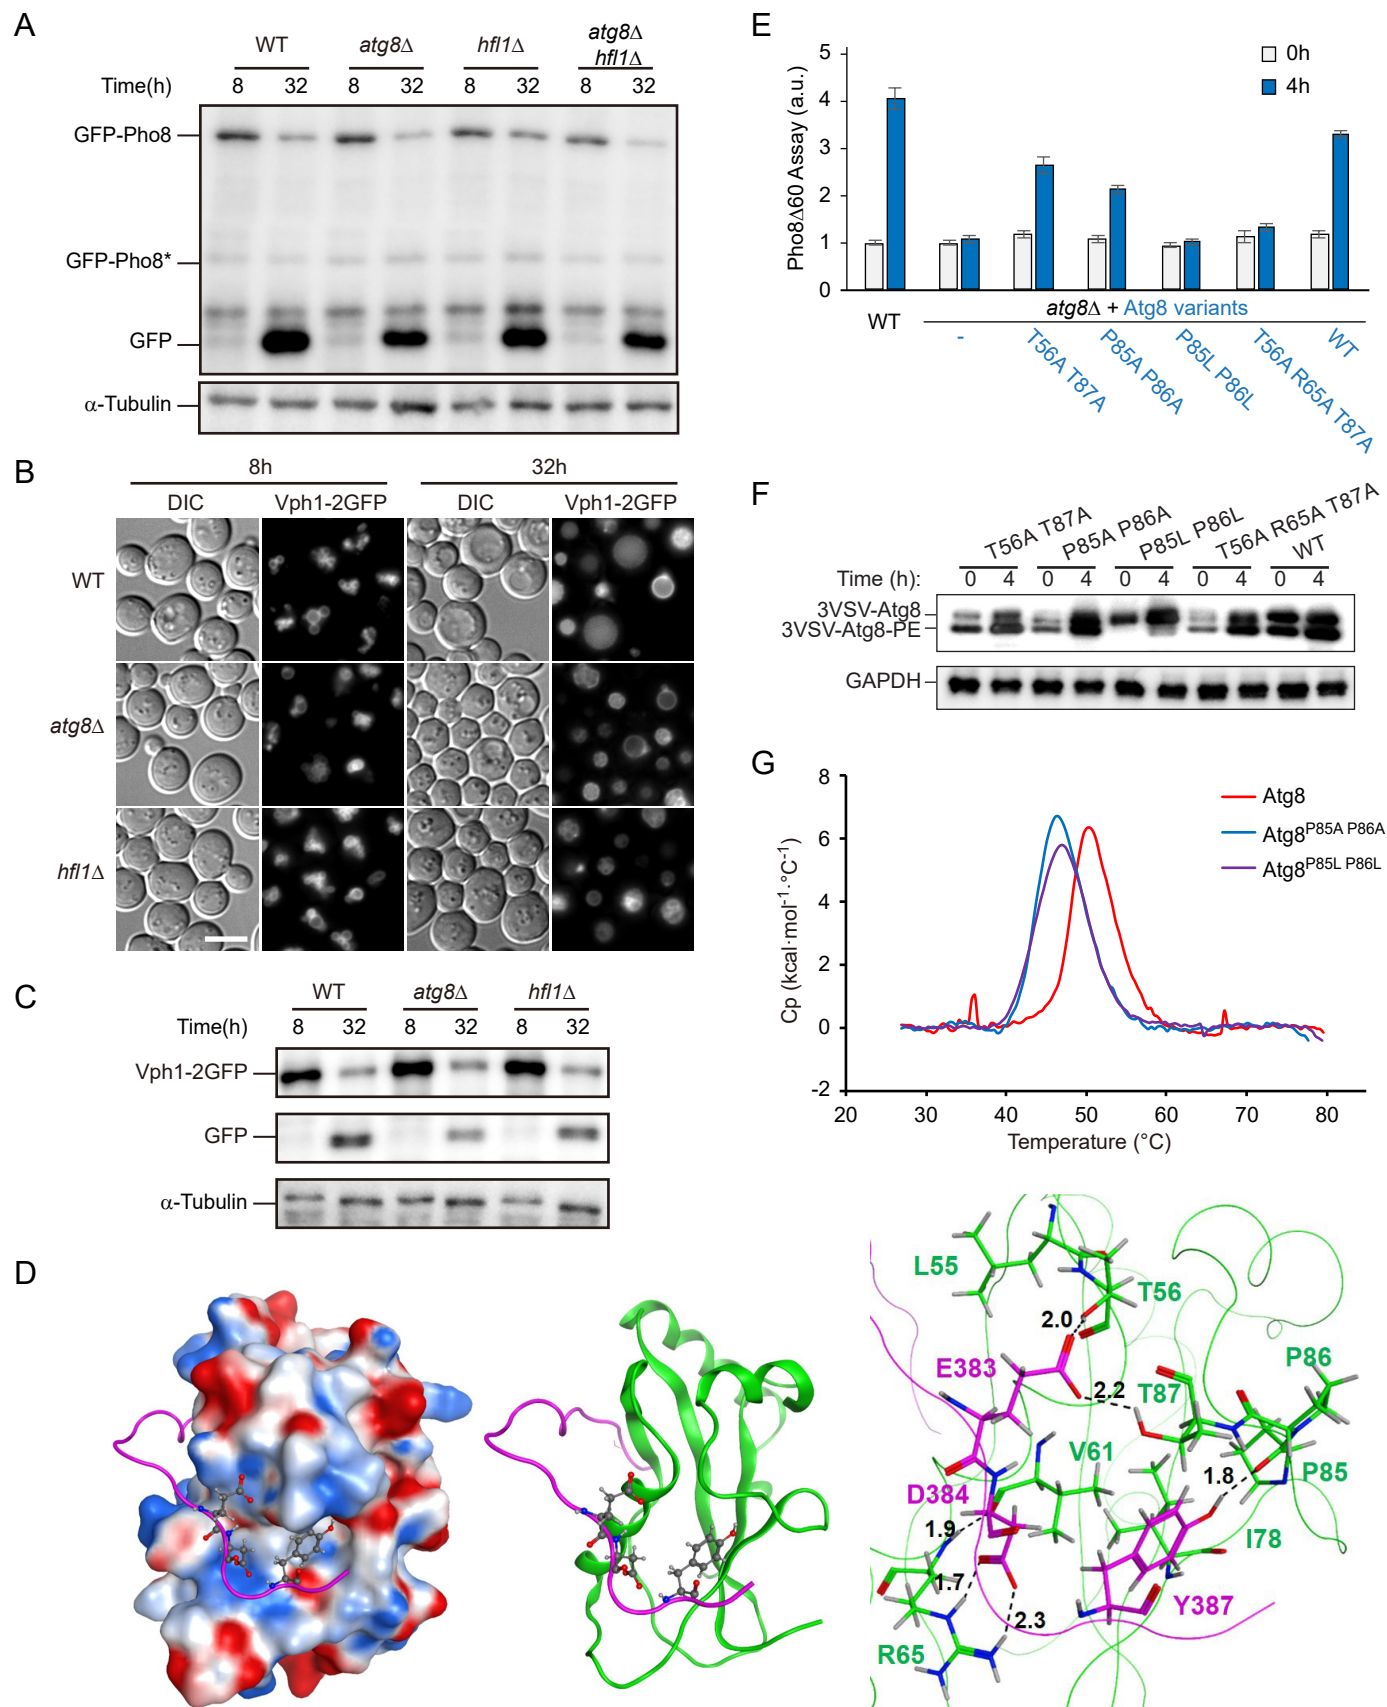 A
WT atg8Δ hfl1Δ atg8Δ hfl1Δ
Time(h) 8 32 8 32 8 32 8 32
GFP-Pho8
GFP-Pho8*
GFP
α-Tubulin
B
8h 32h
DIC Vph1-2GFP DIC Vph1-2GFP
WT
atg8Δ
hfl1Δ
C
WT atg8Δ hfl1Δ
Time(h) 8 32 8 32 8 32
Vph1-2GFP
GFP
α-Tubulin
D
L55
T56
2.0
E383
P86
2.2
T87
V61
P85
1.8
D384
1.9
I78
1.7
Y387
2.3
R65
E
Pho8Δ60 Assay (a.u.)
5
4
3
2
1
0
0h
4h
WT
atg8Δ + Atg8 variants
-
T56A T87A
P85A P86A
P85L P86L
T56A R65A T87A
WT
F
T56A T87A
P85A P86A
P85L P86L
T56A R65A T87A
WT
Time (h): 0 4 0 4 0 4 0 4 0 4
3VSV-Atg8
3VSV-Atg8-PE
GAPDH
G
Cp (kcal·mol-1·°C-1)
8
6
4
2
0
-2
20 30 40 50 60 70 80
Temperature (°C)
Atg8
Atg8P85A P86A
Atg8P85L P86L